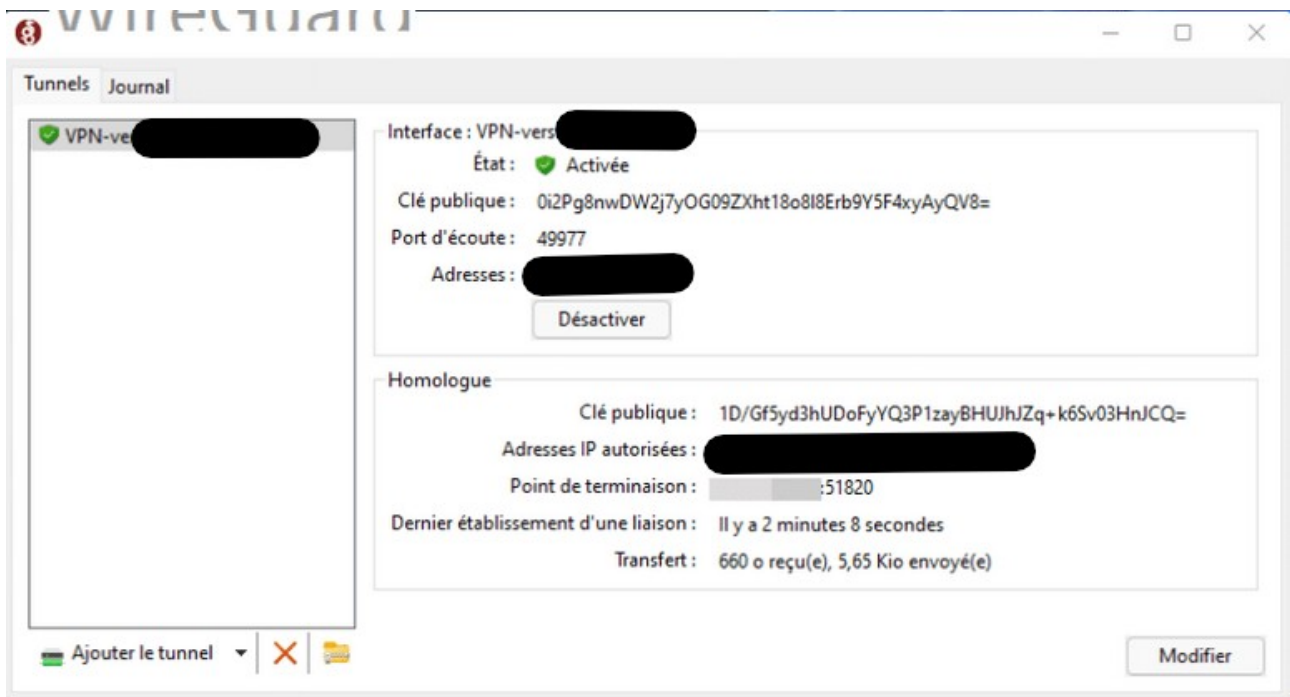 WireGuard
Tunnels Journal
VPN-ve
Interface : VPN-vers
État : Activée
Clé publique : 0i2Pg8nwDW2j7yOG09ZXht18o8I8Erb9Y5F4xyAyQV8=
Port d'écoute : 49977
Adresses :
Désactiver
Homologue
Clé publique : 1D/Gf5yd3hUDoFyYQ3P1zayBHUJhJZq+k6Sv03HnJCQ=
Adresses IP autorisées :
Point de terminaison : :51820
Dernier établissement d'une liaison : Il y a 2 minutes 8 secondes
Transfert : 660 o reçu(e), 5,65 Kio envoyé(e)
Ajouter le tunnel
Modifier